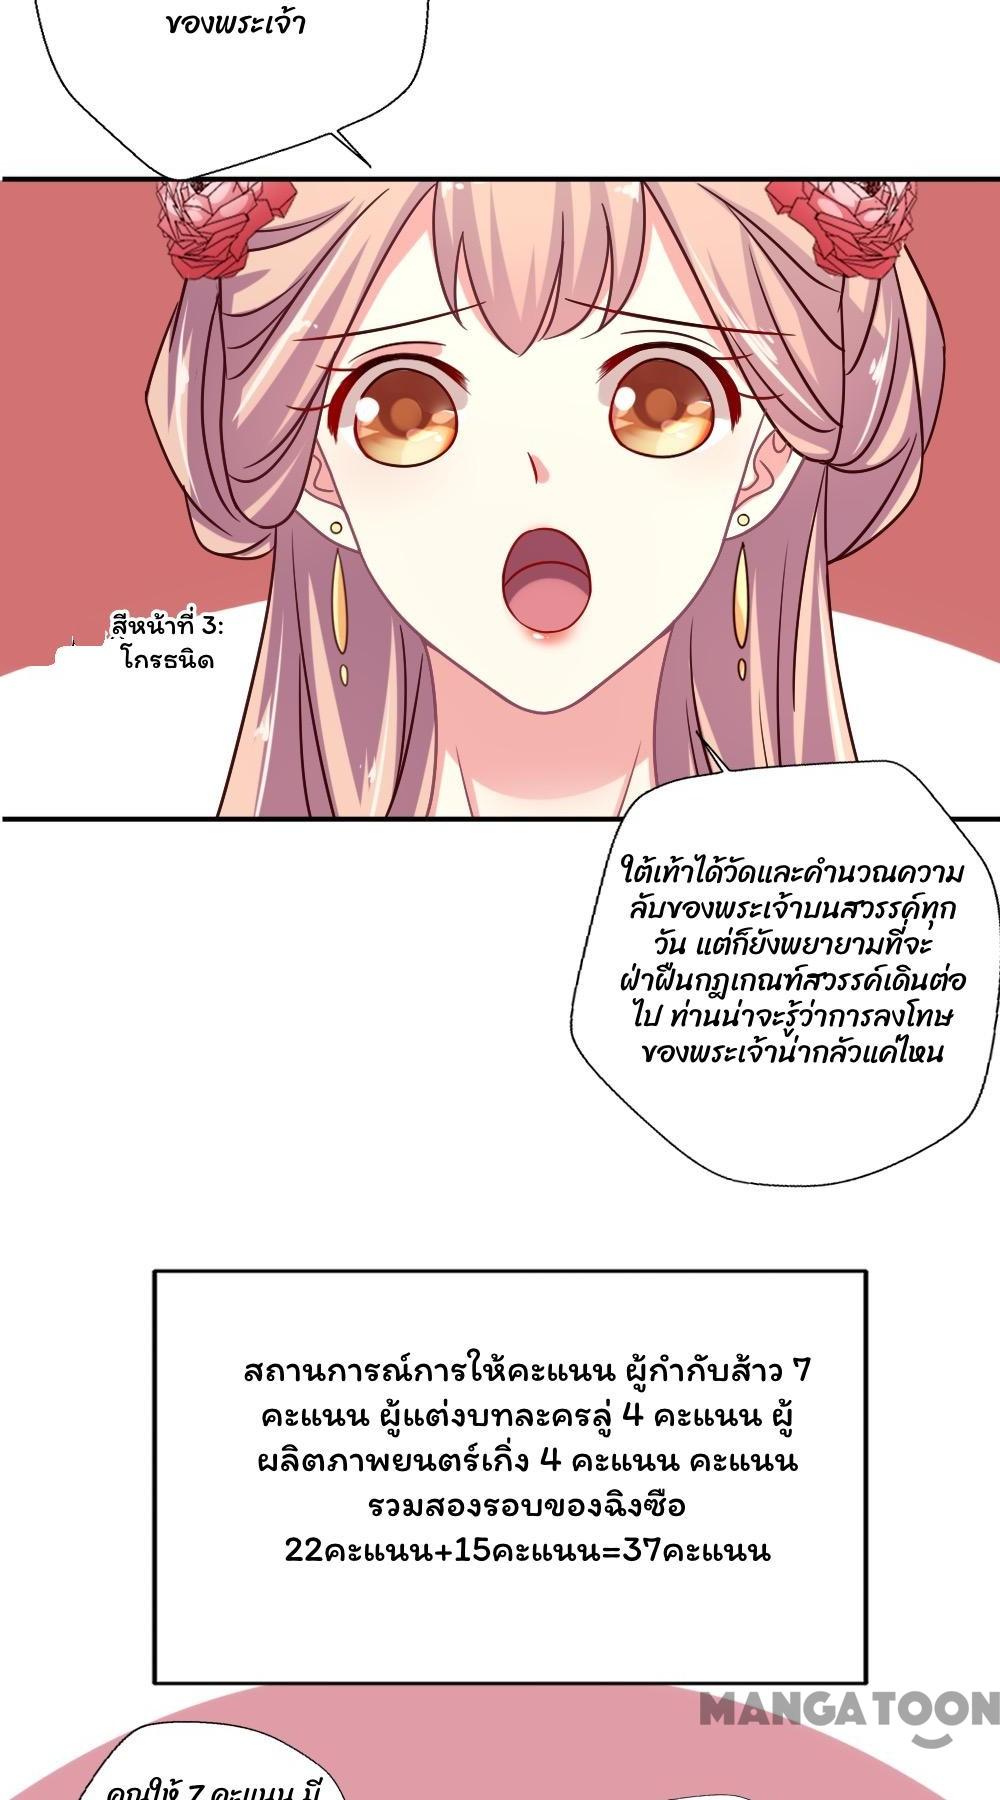 ของพระเจ้า
สีหน้าที่ 3:
โกรธนิด
ใต้เท้าได้วัดและคำนวณความ
ลับของพระเจ้าบนสวรรค์ทุก
วัน แต่ก็ยังพยายามที่จะ
ฝ่าฝืนกฎเกณฑ์สวรรค์เดินต่อ
ไป ท่านน่าจะรู้ว่าการลงโทษ
ของพระเจ้าน่ากลัวแค่ไหน
สถานการณ์การให้คะแนน ผู้กำกับส้าว 7
คะแนน ผู้แต่งบทละครลู่ 4 คะแนน ผู้
ผลิตภาพยนตร์เกิ่ง 4 คะแนน คะแนน
รวมสองรอบของฉิงซือ
22คะแนน+15คะแนน=37คะแนน
MANGATOON
คุณให้ 7 คะแนน มี